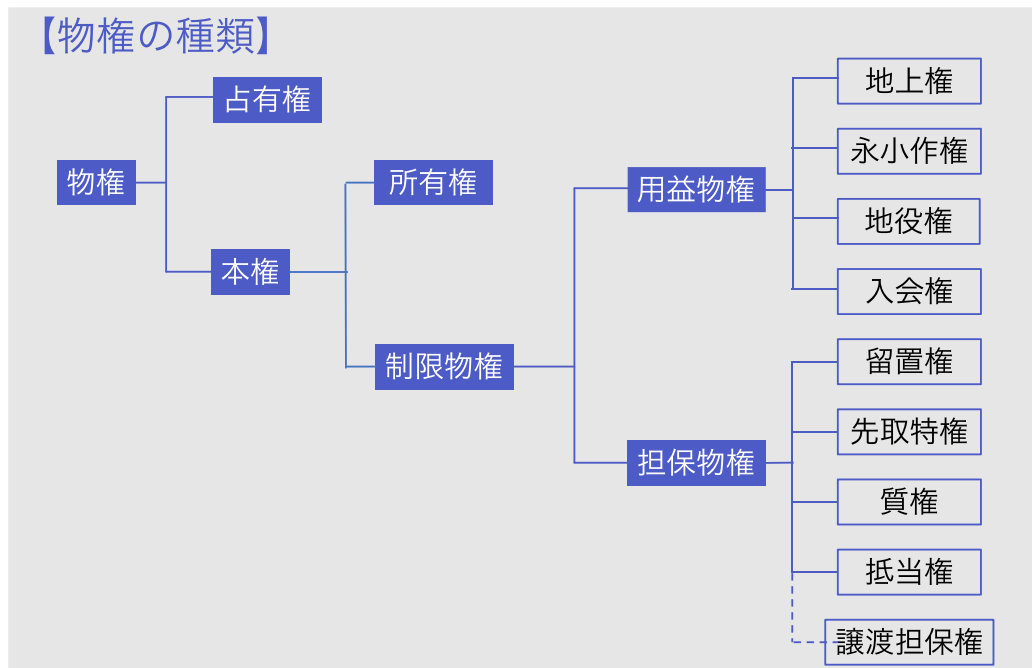 【物権の種類】
物権
占有権
本権
所有権
制限物権
用益物権
地上権
永小作権
地役権
入会権
担保物権
留置権
先取特権
質権
抵当権
譲渡担保権